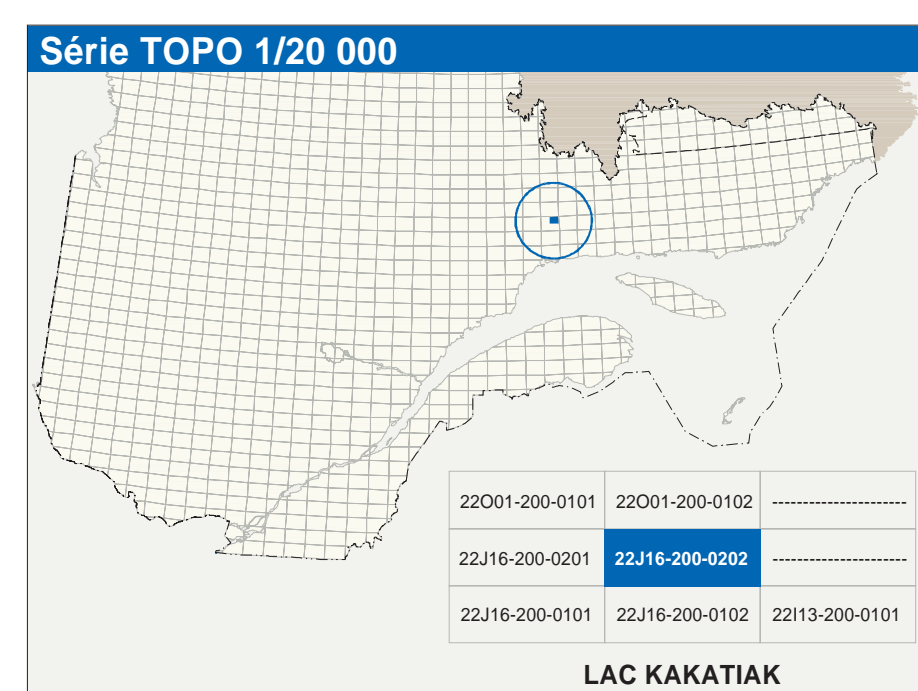 Série TOPO 1/20 000
22O01-200-0101 22O01-200-0102 ---------------------
22J16-200-0201 22J16-200-0202 ---------------------
22J16-200-0101 22J16-200-0102 22I13-200-0101
LAC KAKATIAK